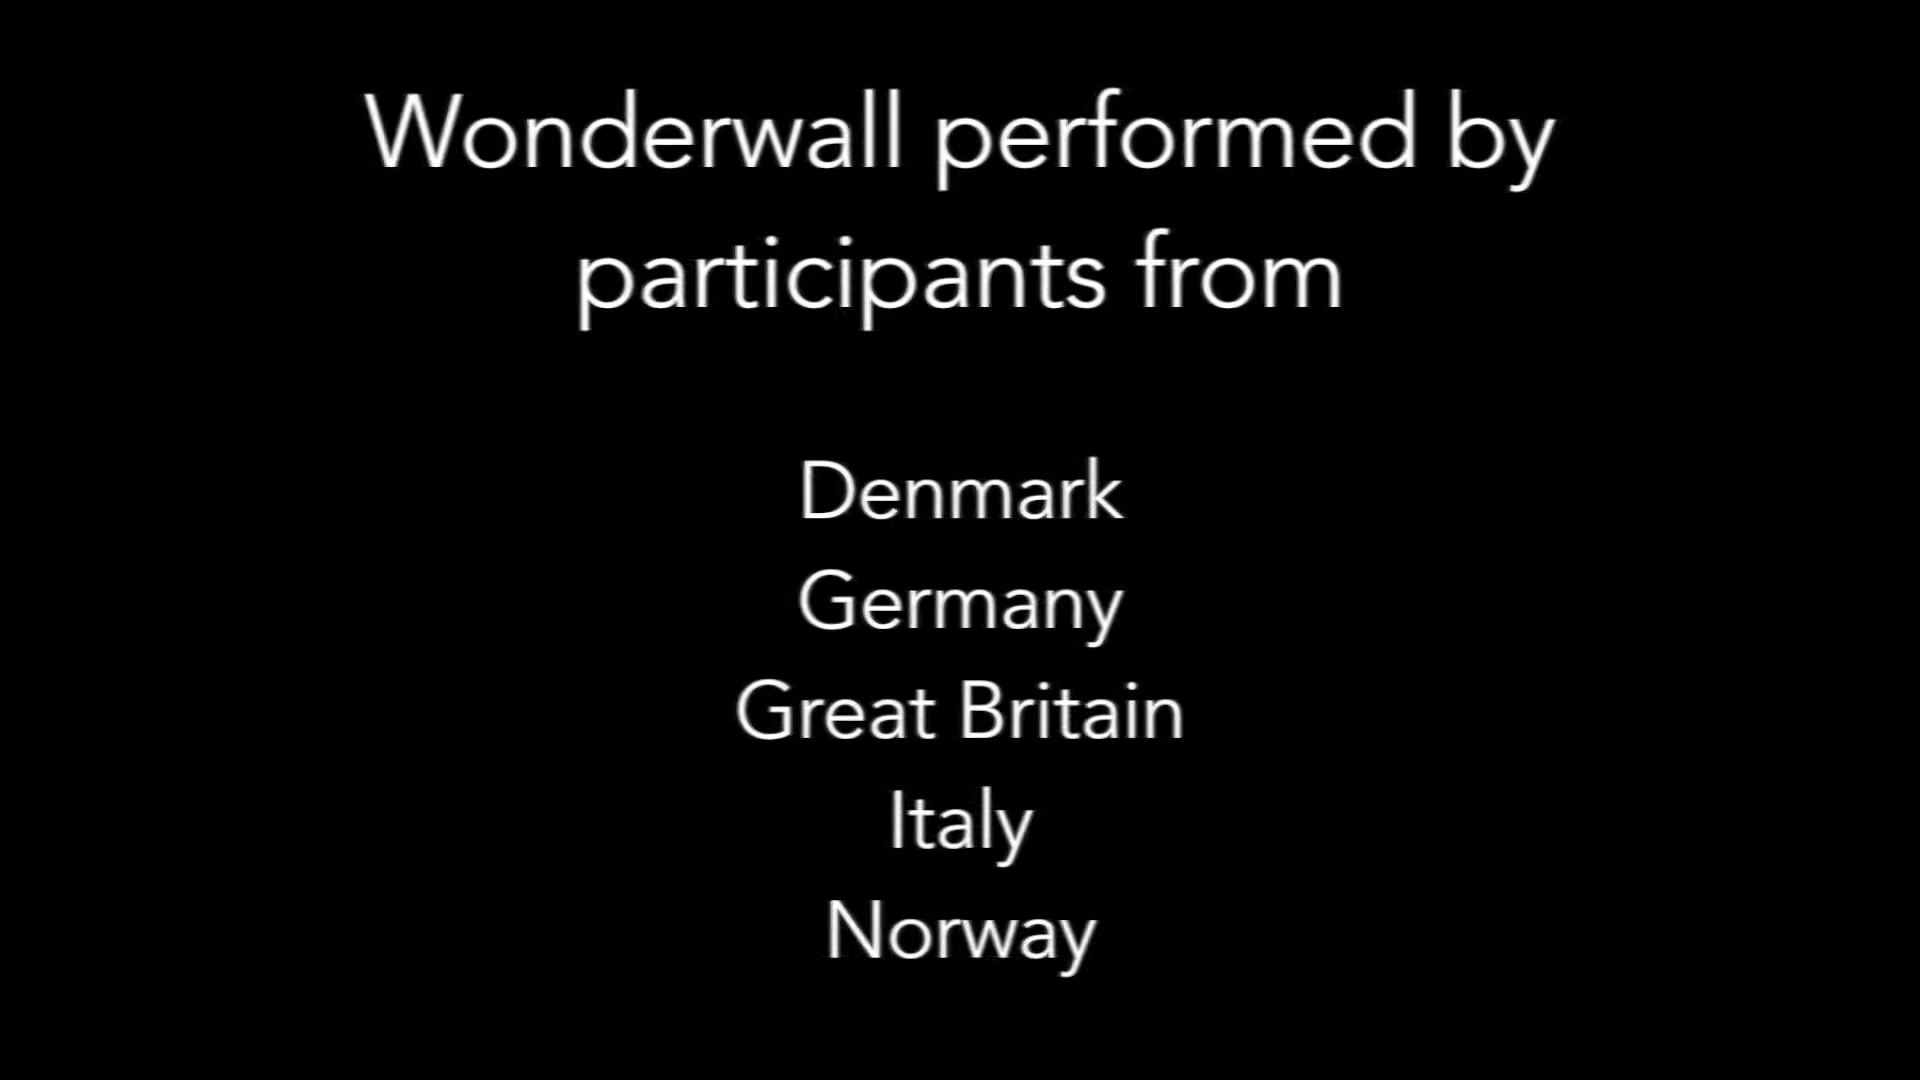 Wonderwall performed by
participants from
Denmark
Germany
Great Britain
Italy
Norway